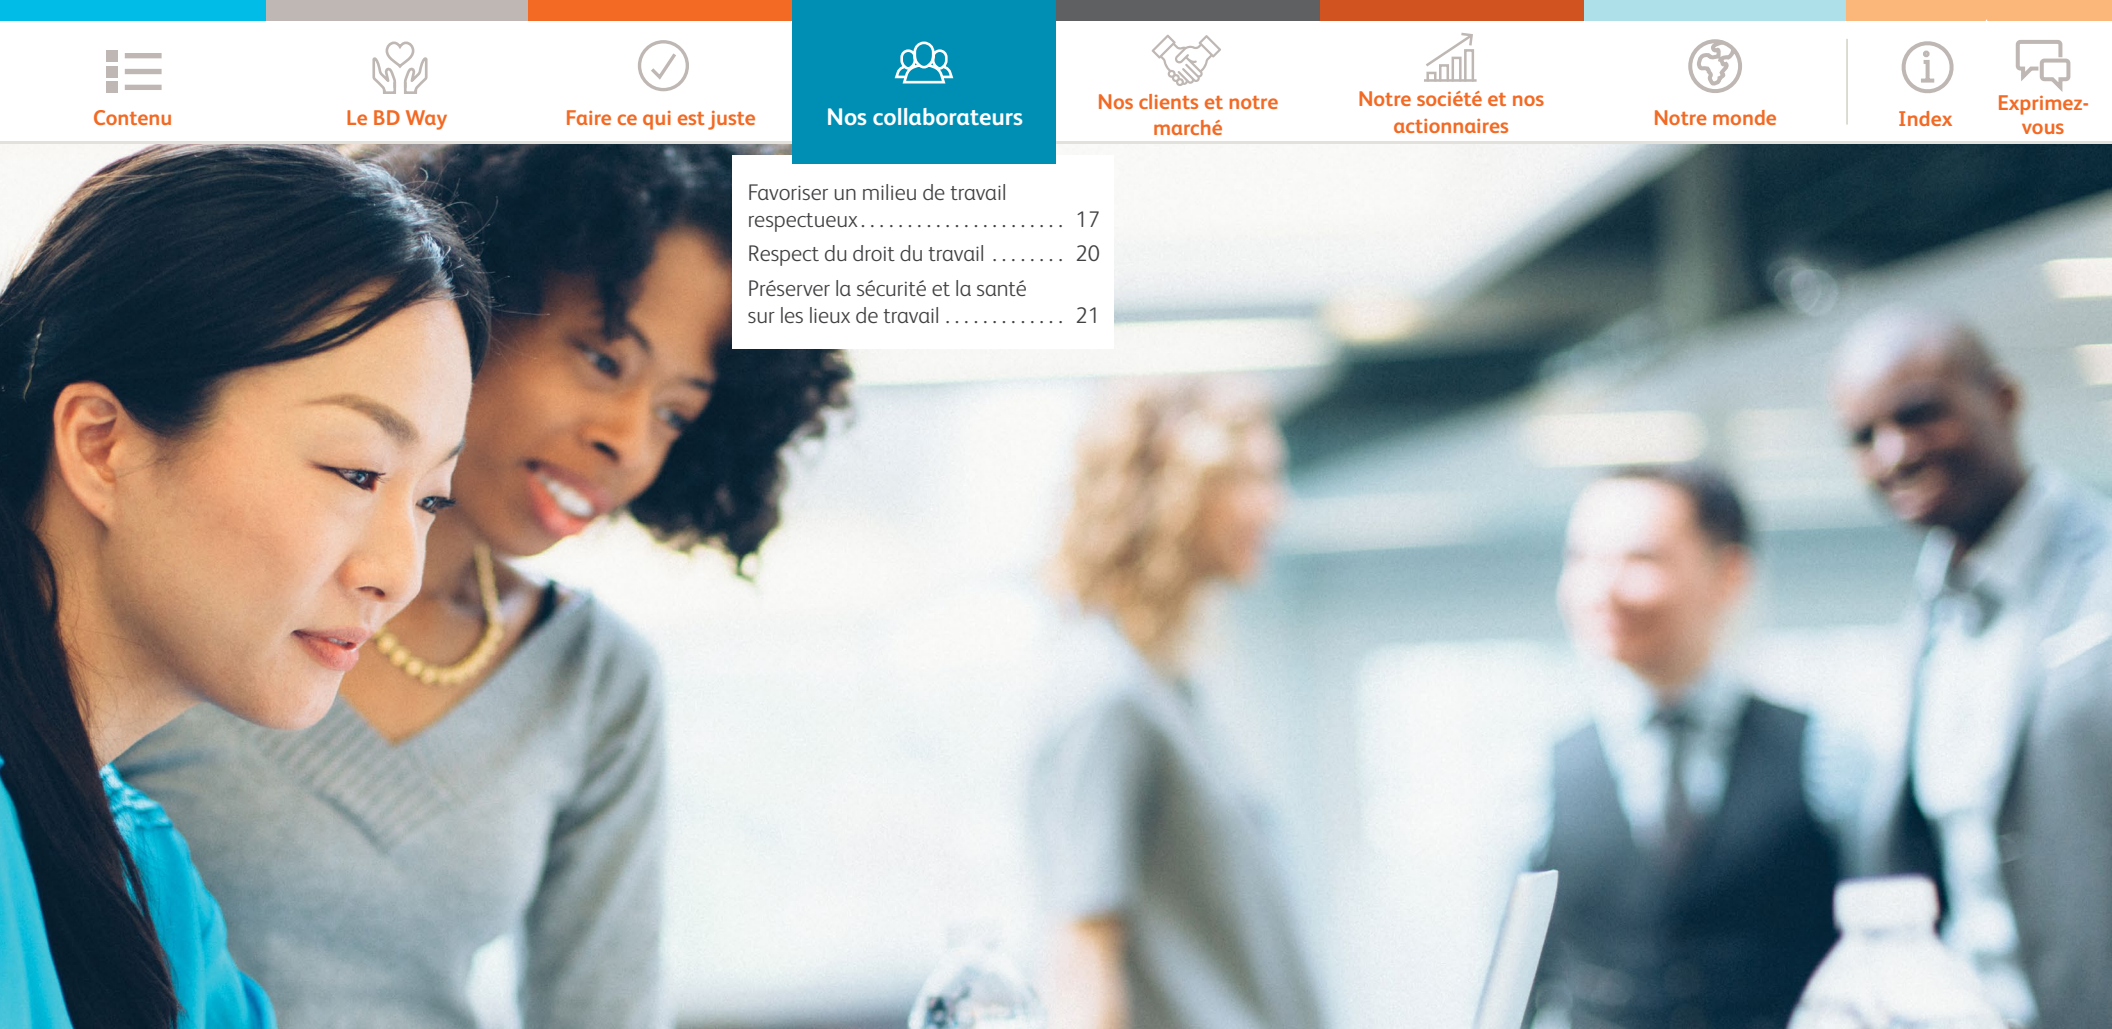 Contenu
Le BD Way
Faire ce qui est juste
Nos collaborateurs
Nos clients et notre
marché
Notre société et nos
actionnaires
Notre monde
Index
Exprimez-
vous
Favoriser un milieu de travail
respectueux...................... 17
Respect du droit du travail ........ 20
Préserver la sécurité et la santé
sur les lieux de travail ............. 21